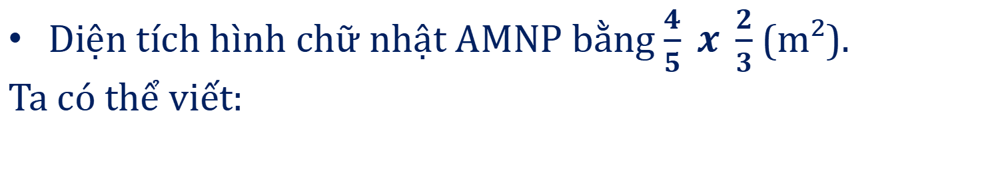 • Diện tích hình chữ nhật AMNP bằng 4/5 x 2/3 (m²).
Ta có thể viết: